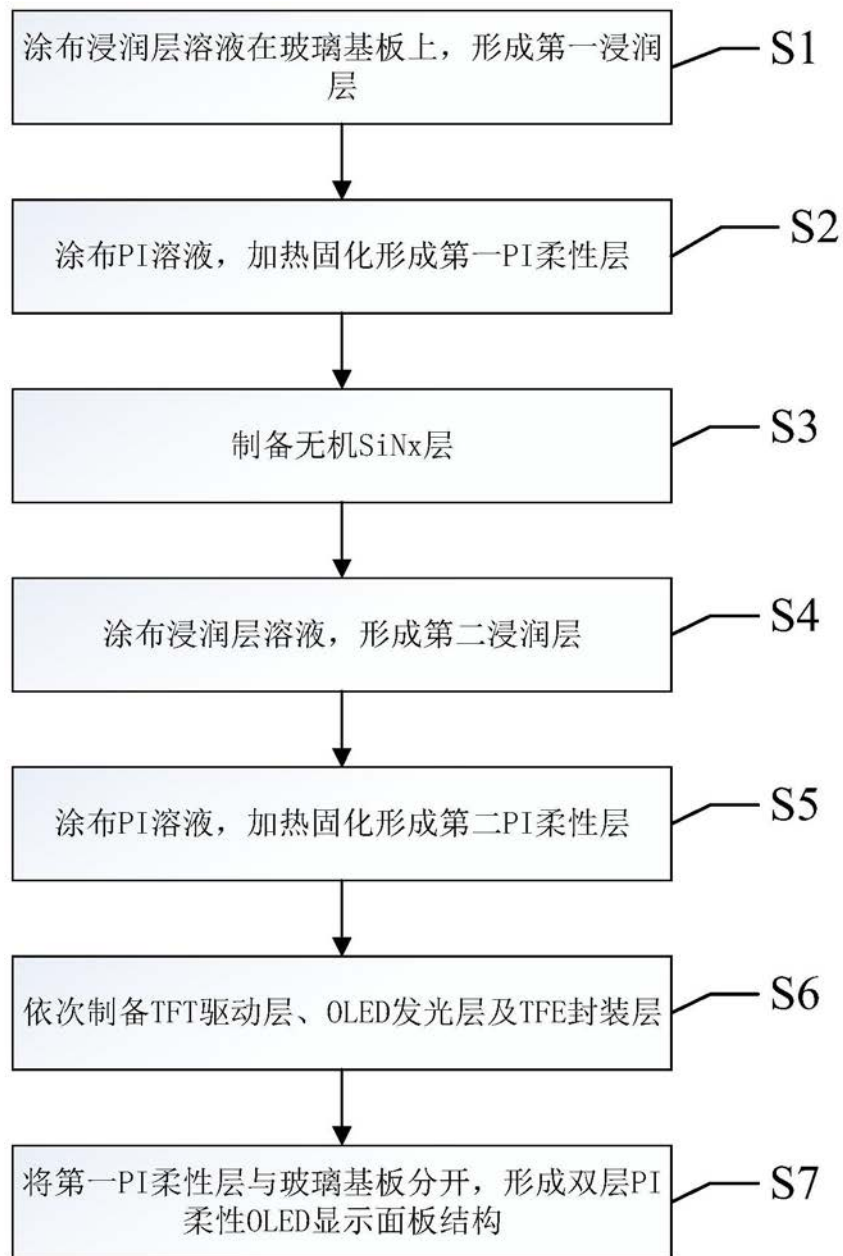 涂布浸润层溶液在玻璃基板上，形成第一浸润
层
S1
涂布PI溶液，加热固化形成第一PI柔性层
S2
制备无机SiNx层
S3
涂布浸润层溶液，形成第二浸润层
S4
涂布PI溶液，加热固化形成第二PI柔性层
S5
依次制备TFT驱动层、OLED发光层及TFE封装层
S6
将第一PI柔性层与玻璃基板分开，形成双层PI
柔性OLED显示面板结构
S7